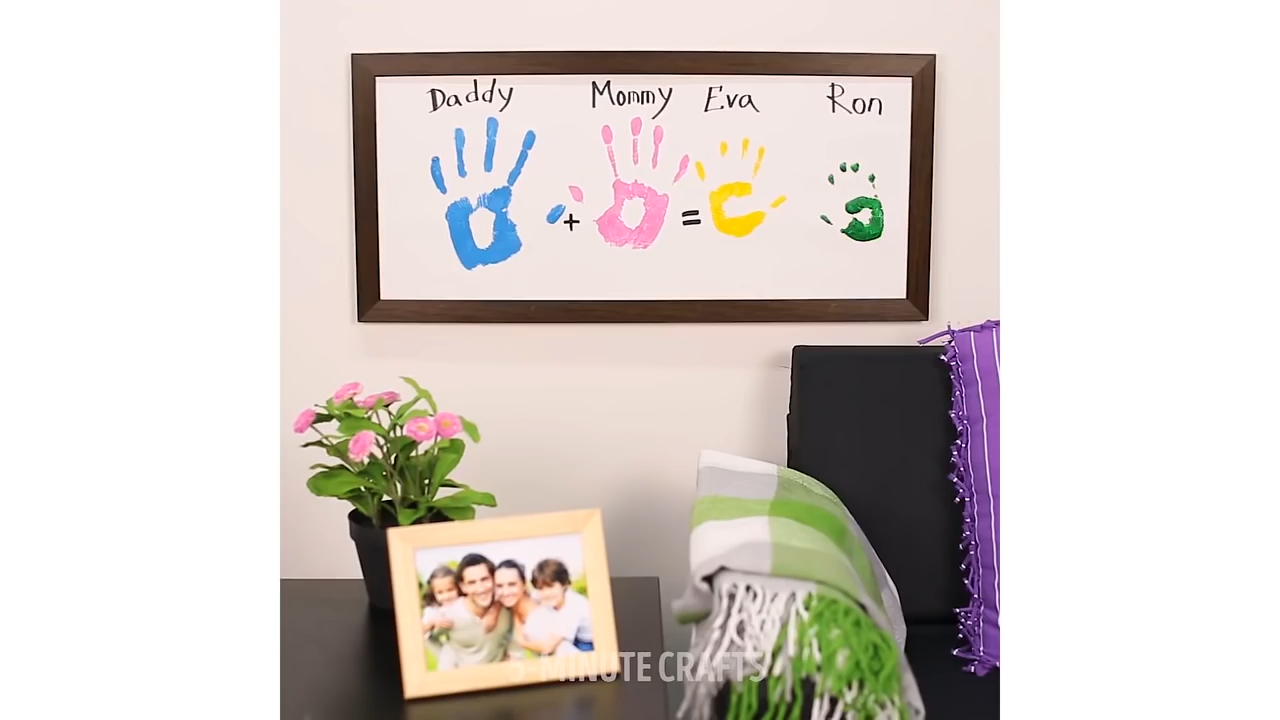 Daddy Mommy Eva Ron
+ =
5-MINUTE CRAFTS